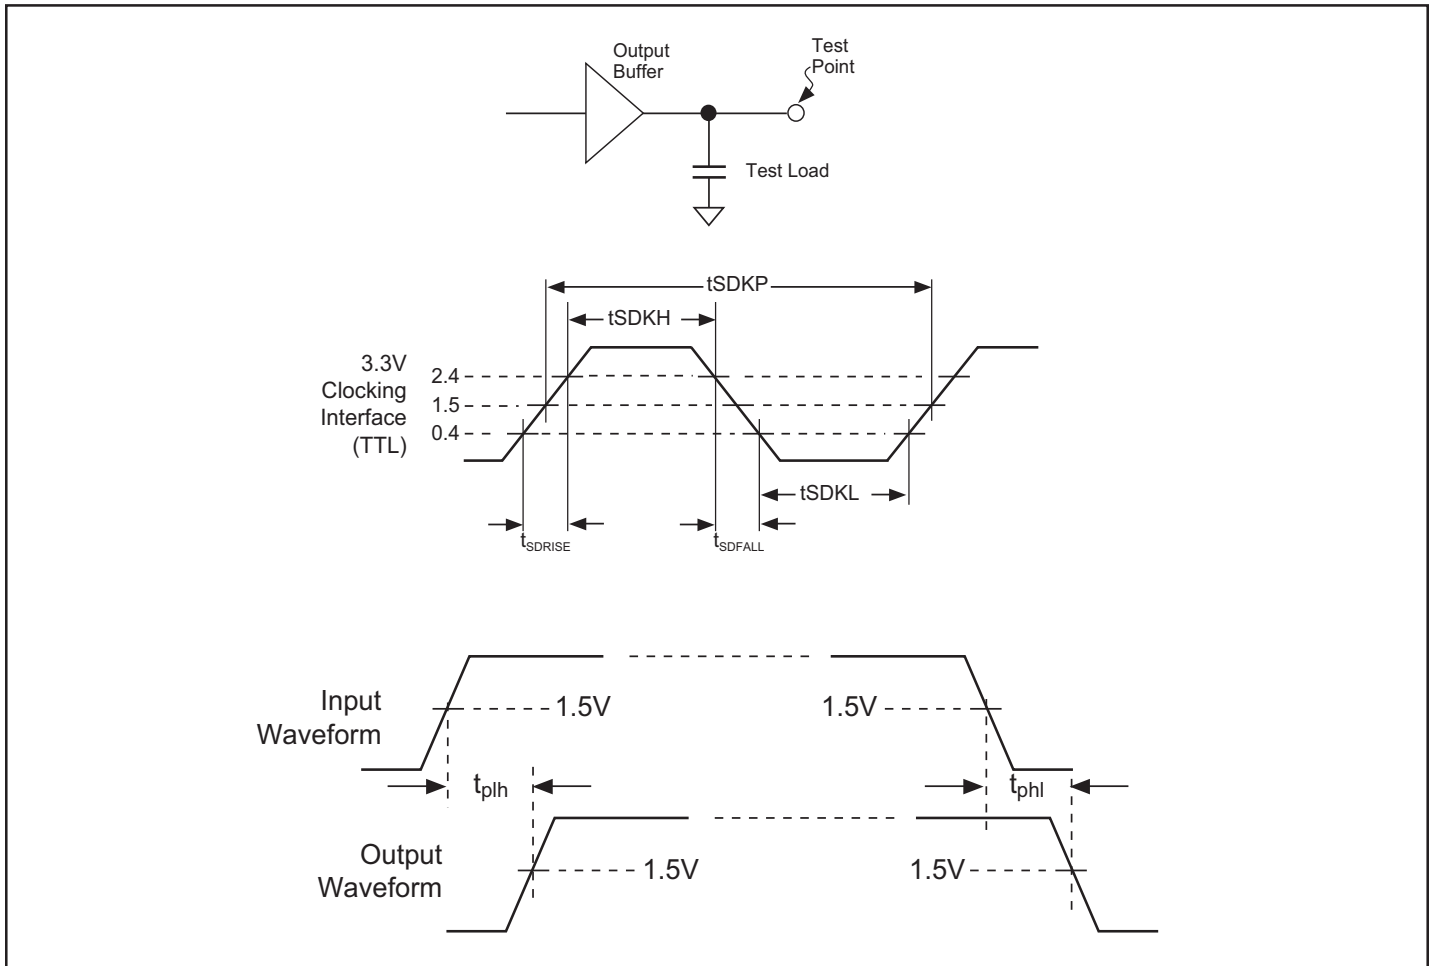 Output
Buffer
Test
Point
Test Load
tSDKP
tSDKH
3.3V
Clocking
Interface
(TTL)
2.4
1.5
0.4
tSDKL
tSDRISE
tSDFALL
Input
Waveform
1.5V
1.5V
tplh
tphl
Output
Waveform
1.5V
1.5V